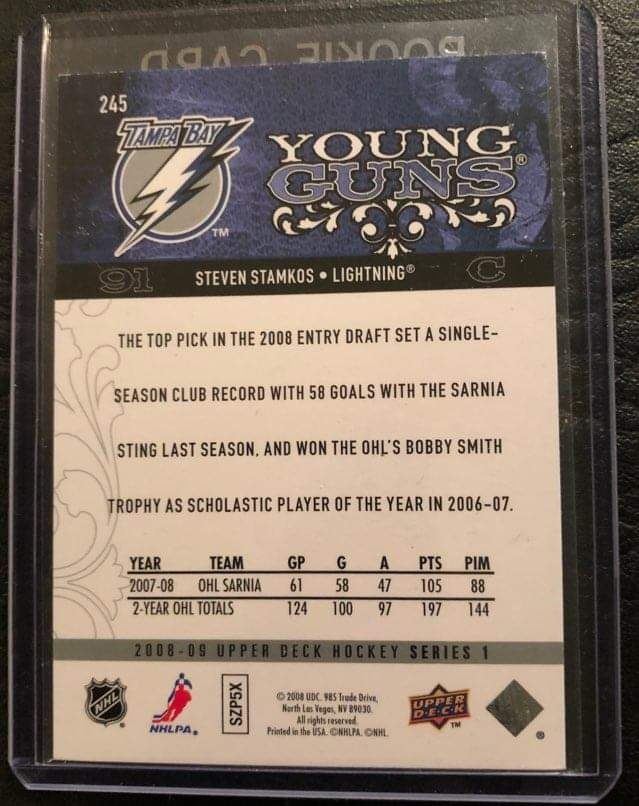 ROOKIE CARD
245
TAMPA BAY
TM
YOUNG
GUNS®
91 STEVEN STAMKOS • LIGHTNING® C
THE TOP PICK IN THE 2008 ENTRY DRAFT SET A SINGLE-
SEASON CLUB RECORD WITH 58 GOALS WITH THE SARNIA
STING LAST SEASON, AND WON THE OHL'S BOBBY SMITH
TROPHY AS SCHOLASTIC PLAYER OF THE YEAR IN 2006-07.
YEAR TEAM GP G A PTS PIM
2007-08 OHL SARNIA 61 58 47 105 88
2-YEAR OHL TOTALS 124 100 97 197 144
2008-09 UPPER DECK HOCKEY SERIES 1
NHL
NHLPA.
SZP5X
© 2008 UDC. 985 Trade Drive,
North Las Vegas, NV 89030.
All rights reserved.
Printed in the USA. ©NHLPA. ©NHL.
UPPER
DECK
TM
®